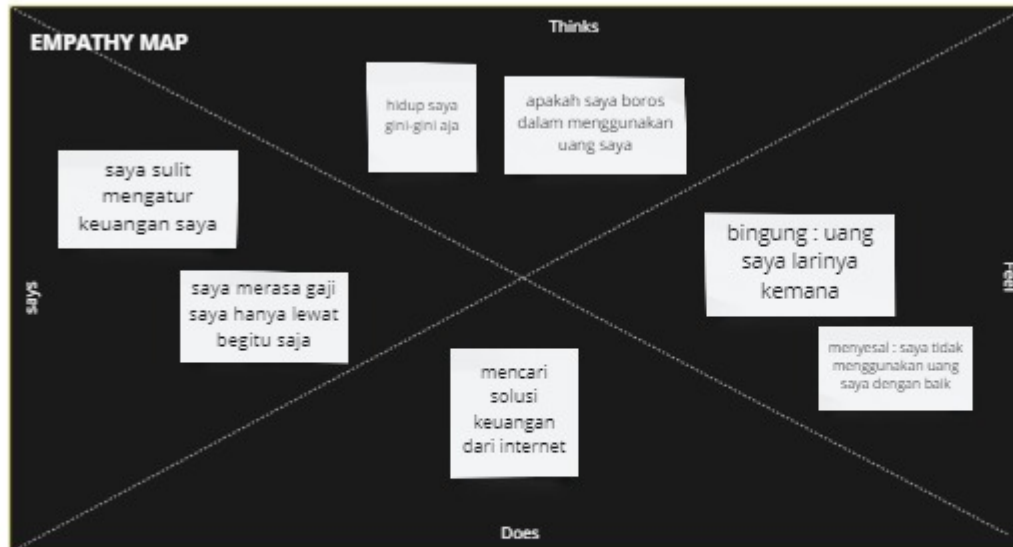 Thinks
EMPATHY MAP
hidup saya
gini-gini aja
apakah saya boros
dalam menggunakan
uang saya
saya sulit
mengatur
keuangan saya
saya merasa gaji
saya hanya lewat
begitu saja
says
bingung : uang
saya larinya
kemana
menyesal : saya tidak
menggunakan uang
saya dengan baik
Feel
mencari
solusi
keuangan
dari internet
Does